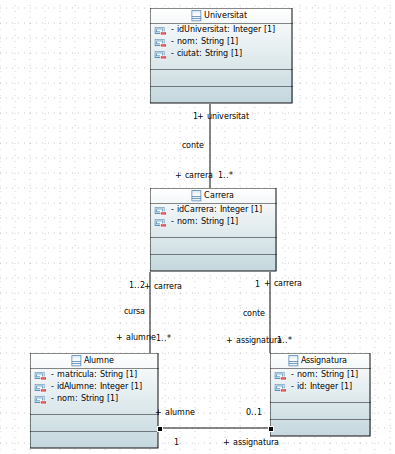 Universitat
- idUniversitat: Integer [1]
- nom: String [1]
- ciutat: String [1]
1 + universitat
conte
+ carrera 1..*
Carrera
- idCarrera: Integer [1]
- nom: String [1]
1..2 + carrera
1 + carrera
cursa
conte
+ alumne 1..*
+ assignatura 1..*
Alumne
- matricula: String [1]
- idAlumne: Integer [1]
- nom: String [1]
Assignatura
- nom: String [1]
- id: Integer [1]
+ alumne
0..1
1
+ assignatura